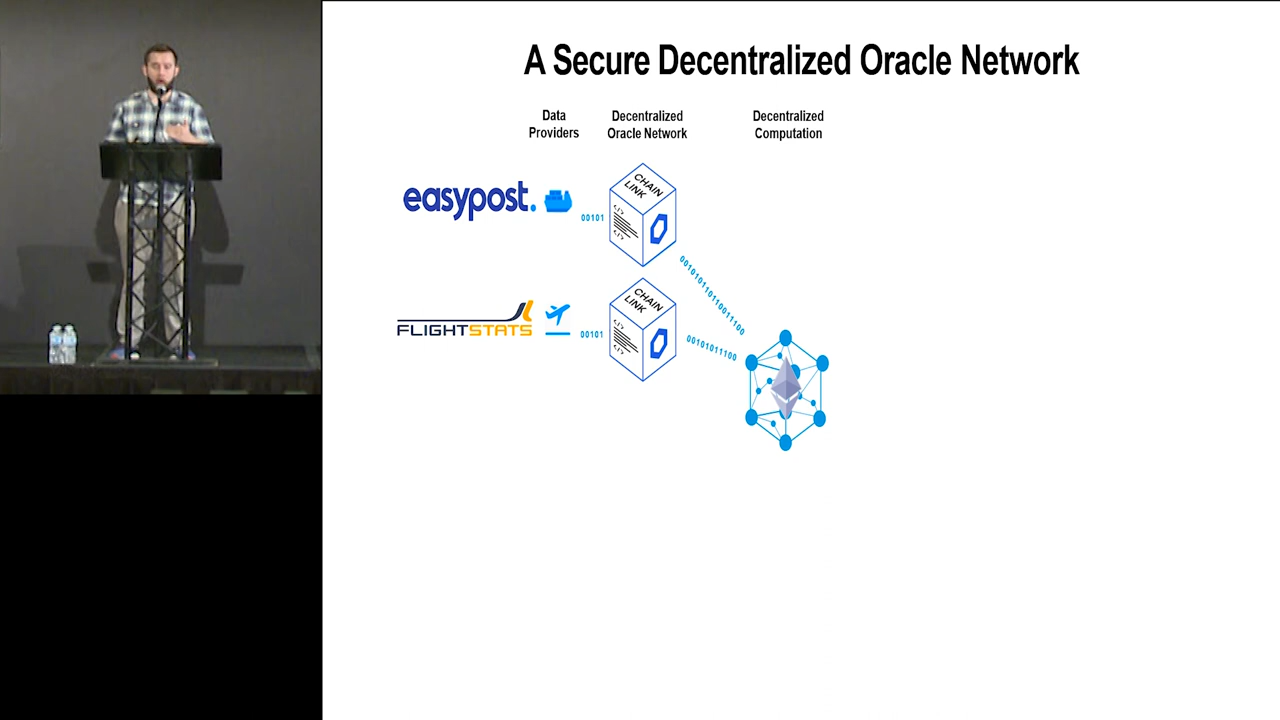 A Secure Decentralized Oracle Network
Data
Providers
Decentralized
Oracle Network
Decentralized
Computation
easypost.
00101
CHAIN
LINK
<!>
<!>
001010110110011100
FLIGHTSTATS
00101
CHAIN
LINK
<!>
<!>
00101011100